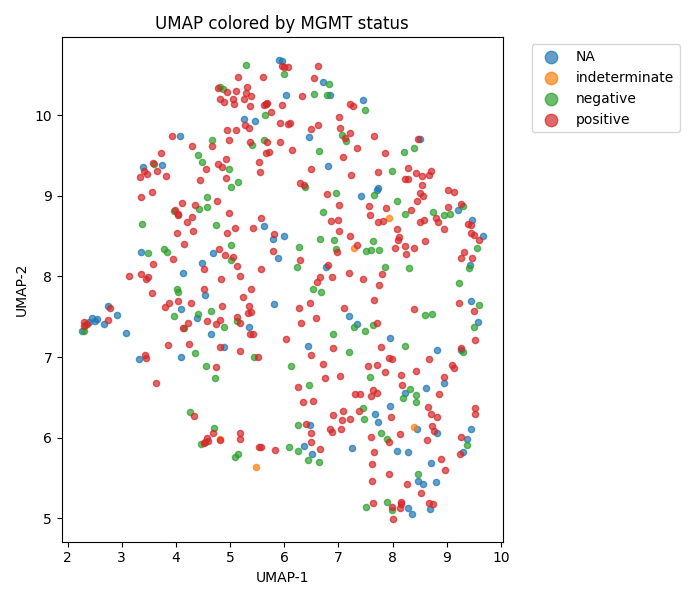 UMAP colored by MGMT status
NA
indeterminate
negative
positive
UMAP-2
10
9
8
7
6
5
2 3 4 5 6 7 8 9 10
UMAP-1